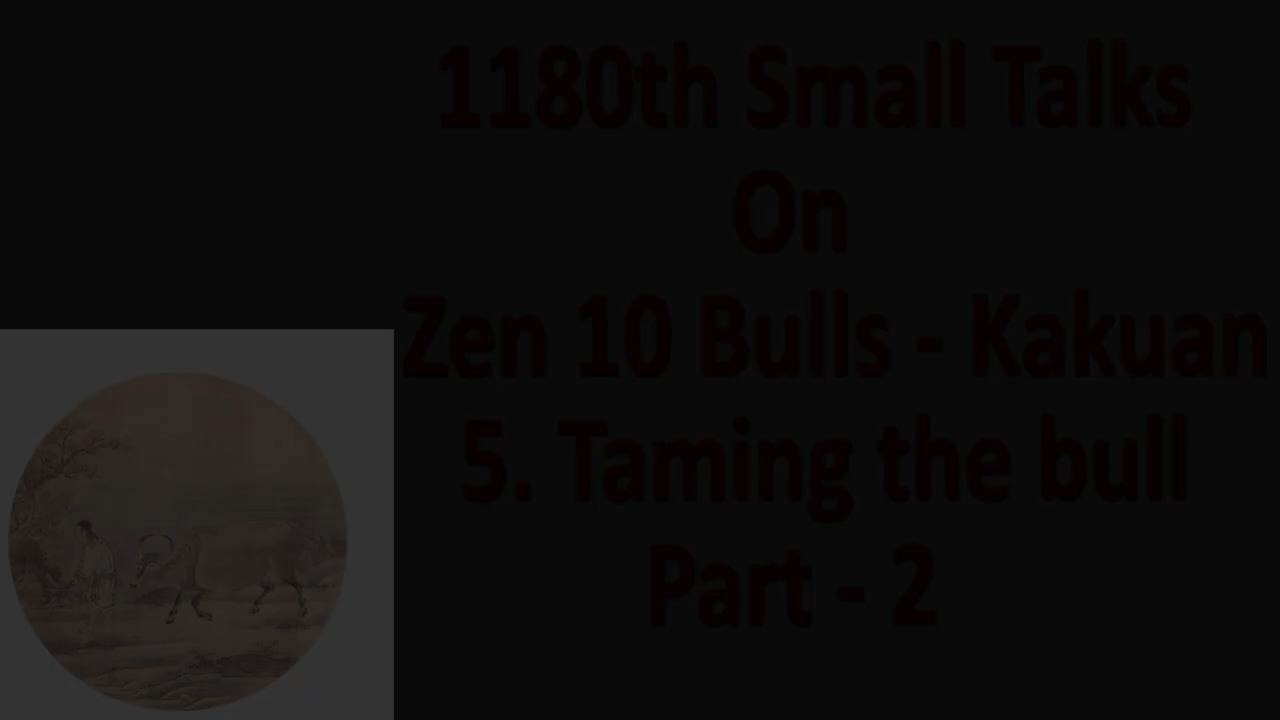 1180th Small Talks
On
Zen 10 Bulls - Kakuan
5. Taming the bull
Part - 2